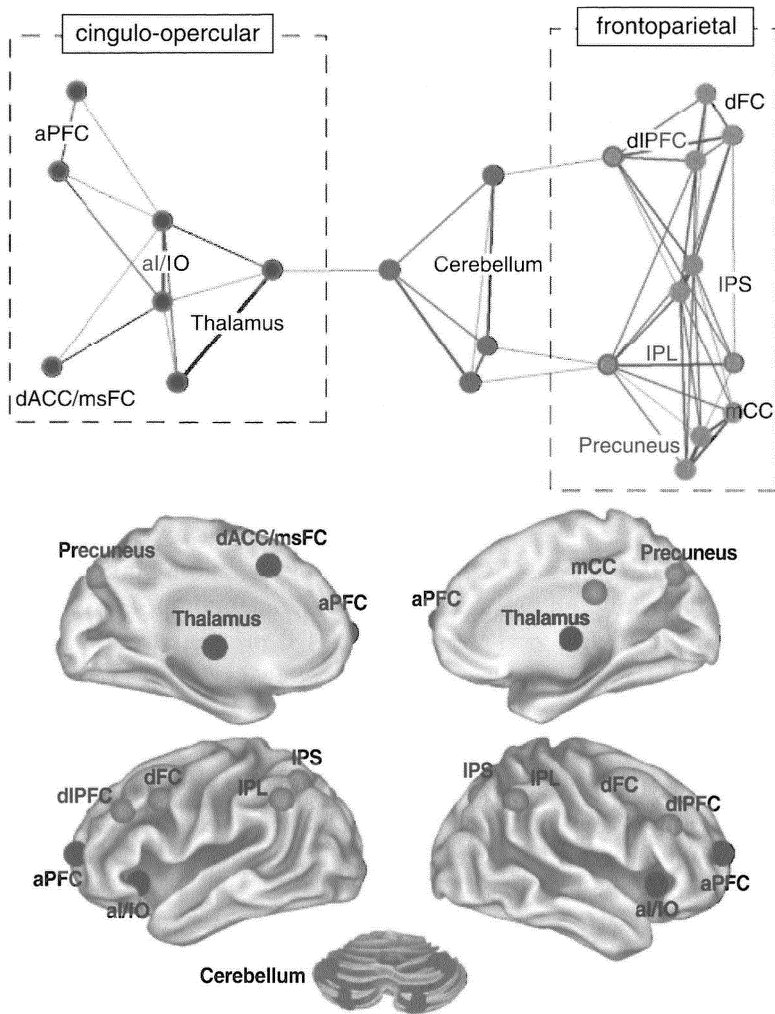 cingulo-opercular
frontoparietal
aPFC
dFC
dlPFC
aI/fO
Cerebellum
IPS
Thalamus
IPL
dACC/msFC
mCC
Precuneus
Precuneus
dACC/msFC
aPFC
Thalamus
aPFC
mCC
Precuneus
Thalamus
dlPFC
dFC
IPL
IPS
aPFC
aI/fO
IPS
IPL
dFC
dlPFC
aPFC
aI/fO
Cerebellum